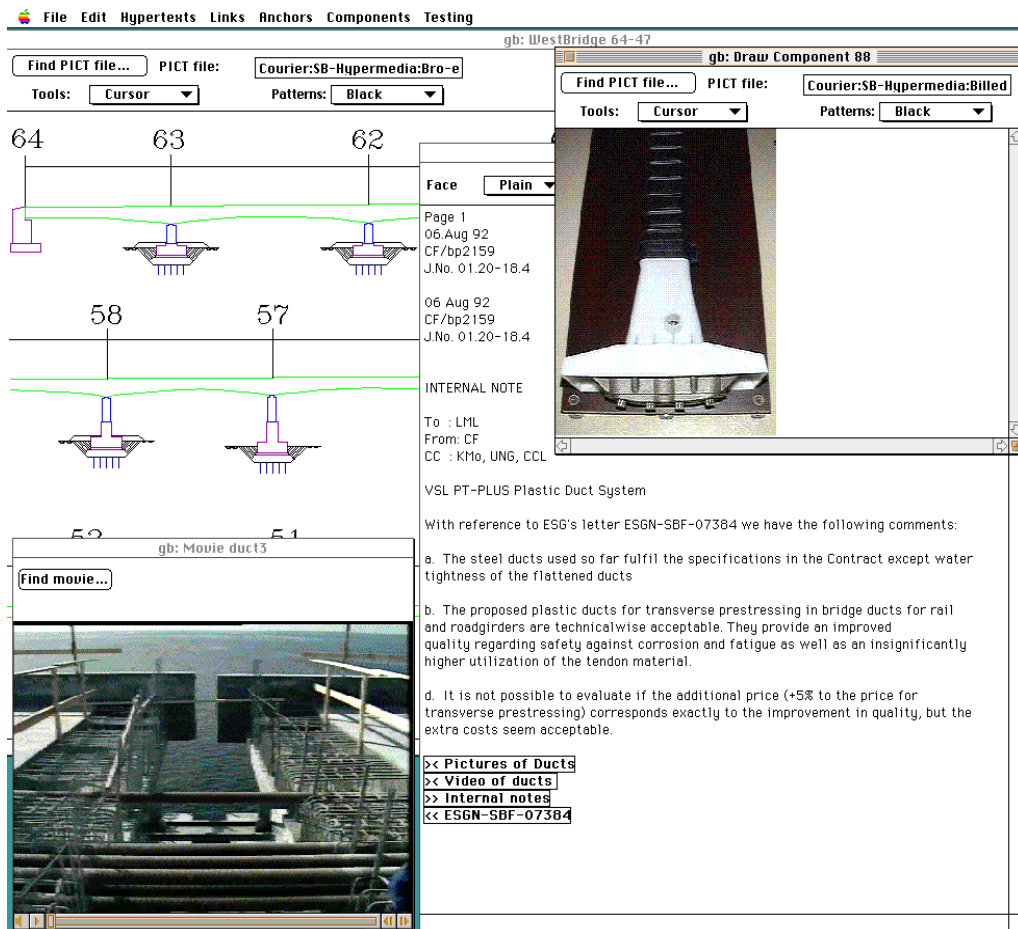 File Edit Hypertexts Links Anchors Components Testing
gb: WestBridge 64-47
Find PICT file... PICT file: Courier:SB-Hypermedia:Bro-e
Tools: Cursor Patterns: Black
64 63 62
58 57
52 51
gb: Draw Component 88
Find PICT file... PICT file: Courier:SB-Hypermedia:Billed
Tools: Cursor Patterns: Black
Face Plain
Page 1
06.Aug 92
CF/bp2159
J.No. 01.20-18.4
06 Aug 92
CF/bp2159
J.No. 01.20-18.4
INTERNAL NOTE
To : LML
From: CF
CC : KMo, UNG, CCL
VSL PT-PLUS Plastic Duct System
With reference to ESG's letter ESGN-SBF-07384 we have the following comments:
a. The steel ducts used so far fulfil the specifications in the Contract except water
tightness of the flattened ducts
b. The proposed plastic ducts for transverse prestressing in bridge ducts for rail
and roadgirders are technicalwise acceptable. They provide an improved
quality regarding safety against corrosion and fatigue as well as an insignificantly
higher utilization of the tendon material.
d. It is not possible to evaluate if the additional price (+5% to the price for
transverse prestressing) corresponds exactly to the improvement in quality, but the
extra costs seem acceptable.
>< Pictures of Ducts
>< Video of ducts
>> Internal notes
<< ESGN-SBF-07384
gb: Movie duct3
Find movie...